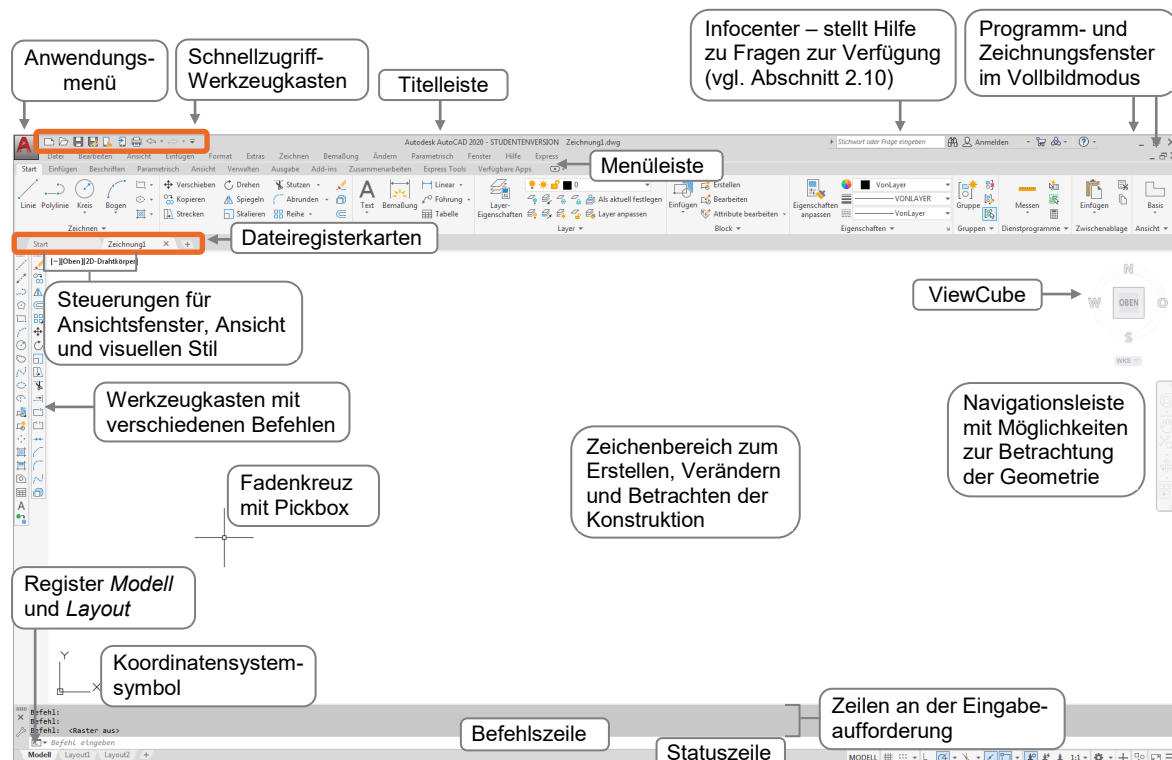 Anwendungs-
menü
Schnellzugriff-
Werkzeugkasten
Titelleiste
Infocenter – stellt Hilfe
zu Fragen zur Verfügung
(vgl. Abschnitt 2.10)
Programm- und
Zeichnungsfenster
im Vollbildmodus
Autodesk AutoCAD 2020 - STUDENTENVERSION Zeichnung1.dwg
Stichwort oder Frage eingeben
Anmelden
Datei Bearbeiten Ansicht Einfügen Format Extras Zeichnen Bemaßung Ändern Parametrisch Fenster Hilfe Express
Menüleiste
Start Einfügen Beschriften Parametrisch Ansicht Verwalten Ausgabe Add-ins Zusammenarbeiten Express Tools Verfügbare Apps
Linie Polylinie Kreis Bogen
Verschieben Drehen Stutzen
Kopieren Spiegeln Abrunden
Strecken Skalieren Reihe
Text Bemaßung
Linear
Führung
Tabelle
Layer-
Eigenschaften
0
Als aktuell festlegen
Layer anpassen
Einfügen
Erstellen
Bearbeiten
Attribute bearbeiten
Eigenschaften
anpassen
VonLayer
VONLAYER
VonLayer
Gruppe
Messen
Einfügen
Basis
Zeichnen
Layer
Block
Eigenschaften
Gruppen
Dienstprogramme
Zwischenablage
Ansicht
Start Zeichnung1 × +
Dateiregisterkarten
[−][Oben][2D-Drahtkörper]
Steuerungen für
Ansichtsfenster, Ansicht
und visuellen Stil
ViewCube
N
W OBEN O
S
WKS
Werkzeugkasten mit
verschiedenen Befehlen
Zeichenbereich zum
Erstellen, Verändern
und Betrachten der
Konstruktion
Navigationsleiste
mit Möglichkeiten
zur Betrachtung
der Geometrie
Fadenkreuz
mit Pickbox
Register Modell
und Layout
Y
X
Koordinatensystem-
symbol
Befehl:
Befehl:
Befehl: <Raster aus>
Befehl eingeben
Befehlszeile
Zeilen an der Eingabe-
aufforderung
Modell Layout1 Layout2 +
Statuszeile
MODELL
1:1